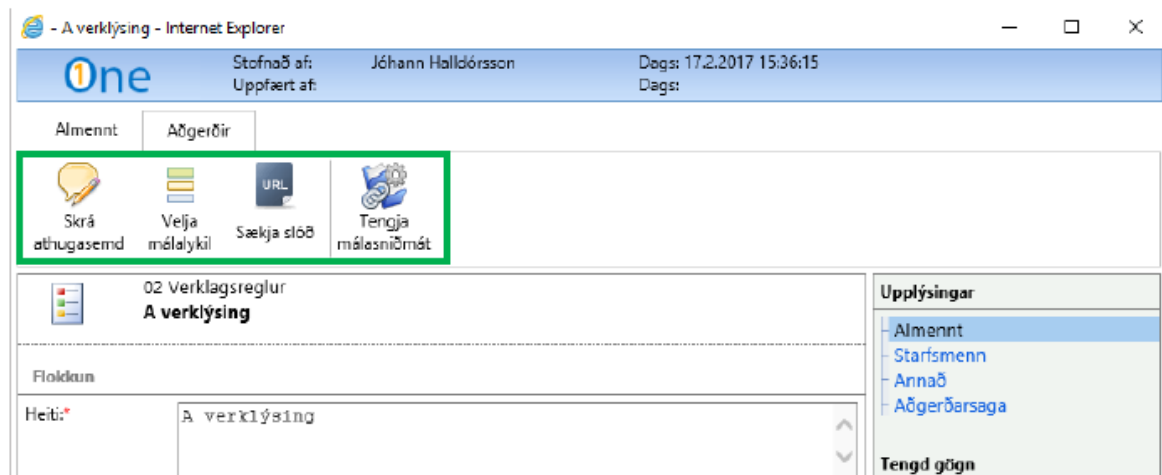 - A verklýsing - Internet Explorer
One
Stofnað af: Jóhann Halldórsson Dags: 17.2.2017 15:36:15
Uppfært af: Dags:
Almennt Aðgerðir
Skrá athugasemd
Velja málalykil
URL
Sækja slóð
Tengja málasniðmát
02 Verklagsreglur
A verklýsing
Flokkun
Heiti:* A verklýsing
Upplýsingar
Almennt
Starfsmenn
Annað
Aðgerðarsaga
Tengd gögn